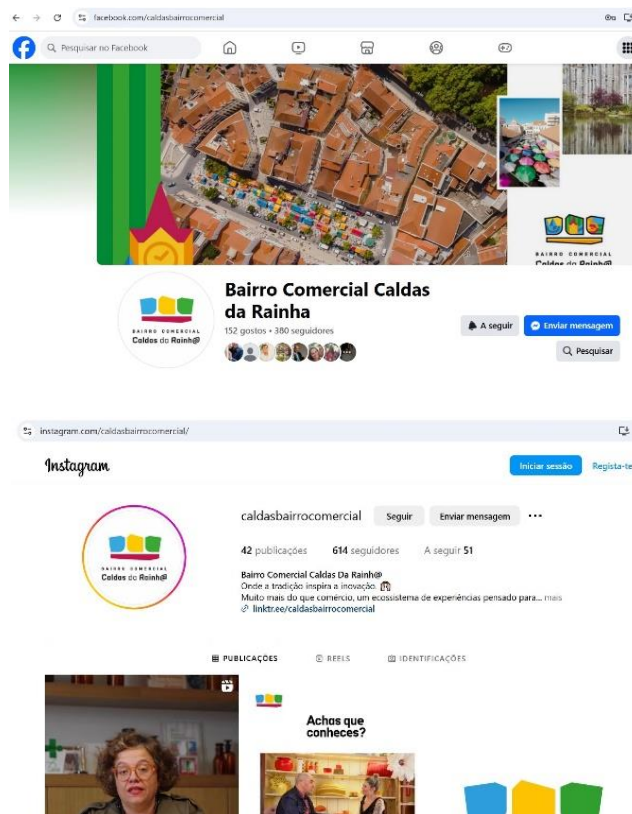 facebook.com/caldasbairrocomercial
Pesquisar no Facebook
BAIRRO COMERCIAL
Caldas da Rainh@
Bairro Comercial Caldas
da Rainha
152 gostos • 380 seguidores
A seguir
Enviar mensagem
BAIRRO COMERCIAL
Caldas da Rainh@
Pesquisar
instagram.com/caldasbairrocomercial/
Instagram
Iniciar sessão
Regista-te
caldasbairrocomercial
Seguir
Enviar mensagem
42 publicações
614 seguidores
A seguir 51
BAIRRO COMERCIAL
Caldas da Rainh@
Bairro Comercial Caldas Da Rainh@
Onde a tradição inspira a inovação.
Muito mais do que comércio, um ecossistema de experiências pensado para... mais
linktr.ee/caldasbairrocomercial
PUBLICAÇÕES
REELS
IDENTIFICAÇÕES
Achas que
conheces?